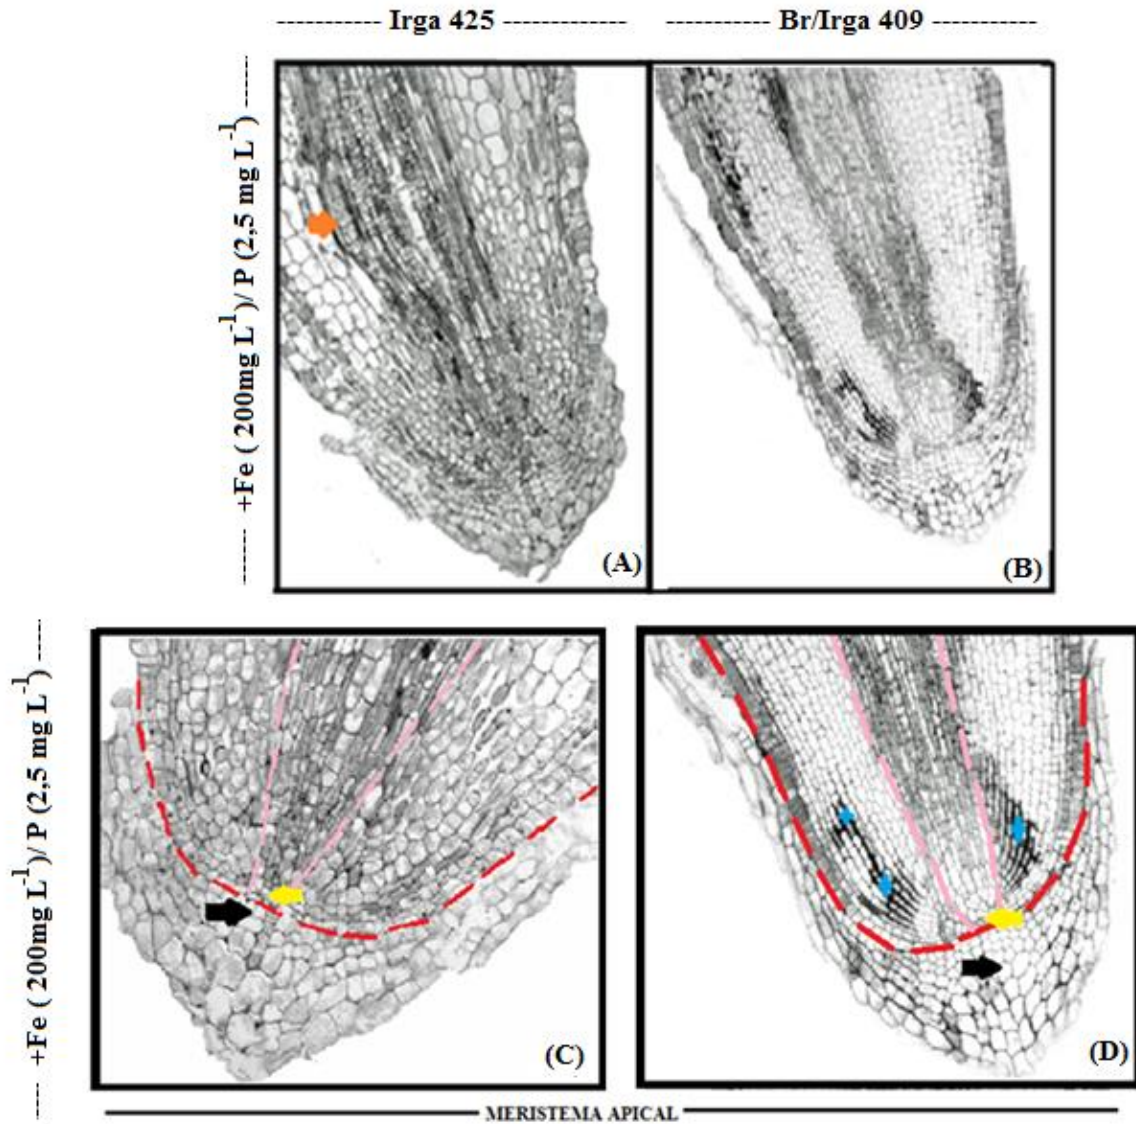 ----------- Irga 425 -------------
----------- Br/Irga 409 -----------
------- +Fe ( 200mg L-1)/ P (2,5 mg L-1) -------
(A)
(B)
----- +Fe ( 200mg L-1)/ P (2,5 mg L-1) -----
(C)
(D)
MERISTEMA APICAL